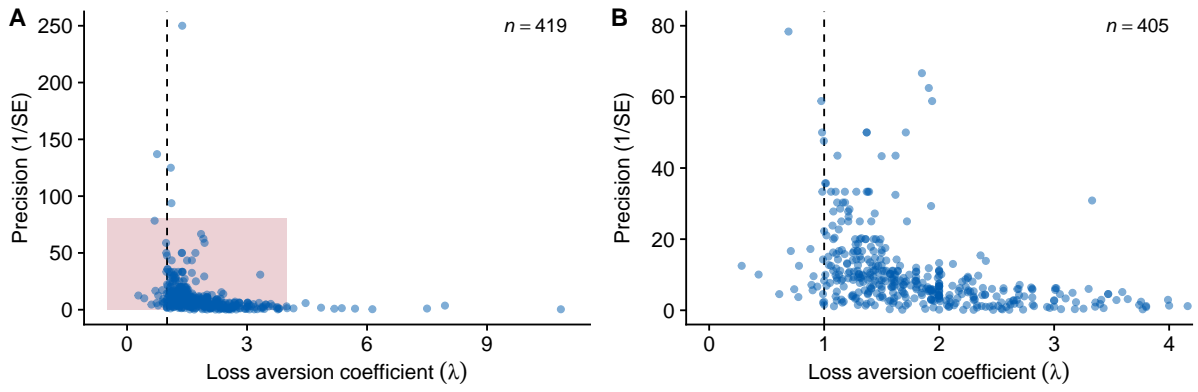 A
n = 419
Precision (1/SE)
250
200
150
100
50
0
0 3 6 9
Loss aversion coefficient (λ)
B
n = 405
Precision (1/SE)
80
60
40
20
0
0 1 2 3 4
Loss aversion coefficient (λ)